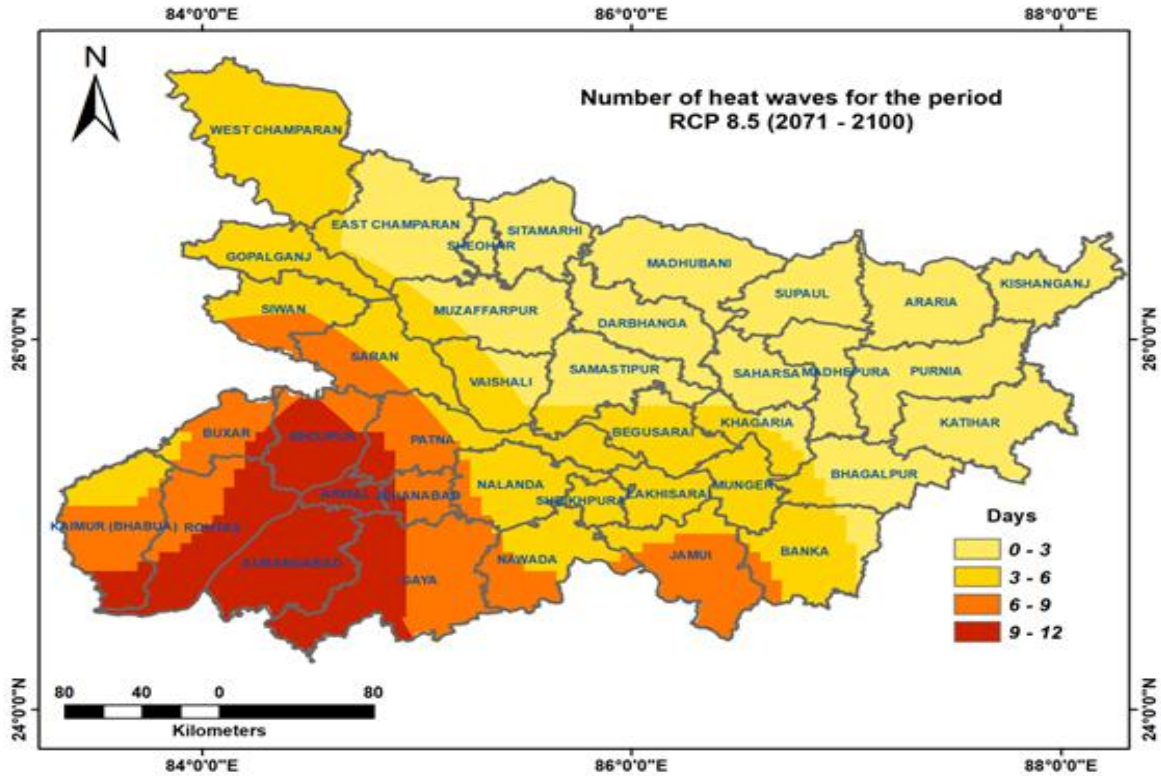 84°0'0"E 86°0'0"E 88°0'0"E
N
Number of heat waves for the period
RCP 8.5 (2071 - 2100)
WEST CHAMPARAN
EAST CHAMPARAN
SITAMARHI
SHEOHAR
GOPALGANJ
MADHUBANI
KISHANGANJ
SUPAUL
ARARIA
SIWAN
MUZAFFARPUR
DARBHANGA
26°0'0"N
26°0'0"N
SARAN
VAISHALI
SAMASTIPUR
SAHARSA
MADHEPURA
PURNIA
BUXAR
BHOJPUR
PATNA
BEGUSARAI
KHAGARIA
KATIHAR
BHAGALPUR
NALANDA
SHEIKHPURA
LAKHISARAI
MUNGER
ARWAL
JEHANABAD
KAIMUR (BHABUA)
ROHTAS
AURANGABAD
GAYA
NAWADA
JAMUI
BANKA
Days
0 - 3
3 - 6
6 - 9
9 - 12
80 40 0 80
Kilometers
24°0'0"N
24°0'0"N
84°0'0"E 86°0'0"E 88°0'0"E